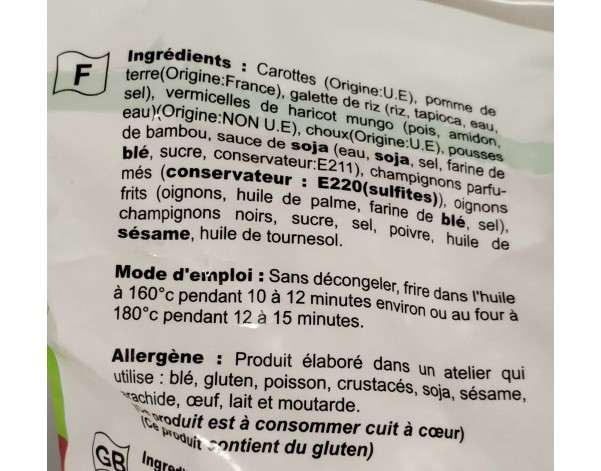 F
Ingrédients : Carottes (Origine:U.E), pomme de
terre(Origine:France), galette de riz (riz, tapioca, eau,
sel), vermicelles de haricot mungo (pois, amidon,
eau)(Origine:NON U.E), choux(Origine:U.E), pousses
de bambou, sauce de soja (eau, soja, sel, farine de
blé, sucre, conservateur:E211), champignons parfu-
més (conservateur : E220(sulfites)), oignons
frits (oignons, huile de palme, farine de blé, sel),
champignons noirs, sucre, sel, poivre, huile de
sésame, huile de tournesol.
Mode d'emploi : Sans décongeler, frire dans l'huile
à 160°c pendant 10 à 12 minutes environ ou au four à
180°c pendant 12 à 15 minutes.
Allergène : Produit élaboré dans un atelier qui
utilise : blé, gluten, poisson, crustacés, soja, sésame,
arachide, œuf, lait et moutarde.
produit est à consommer cuit à cœur)
(Ce produit contient du gluten)
GB